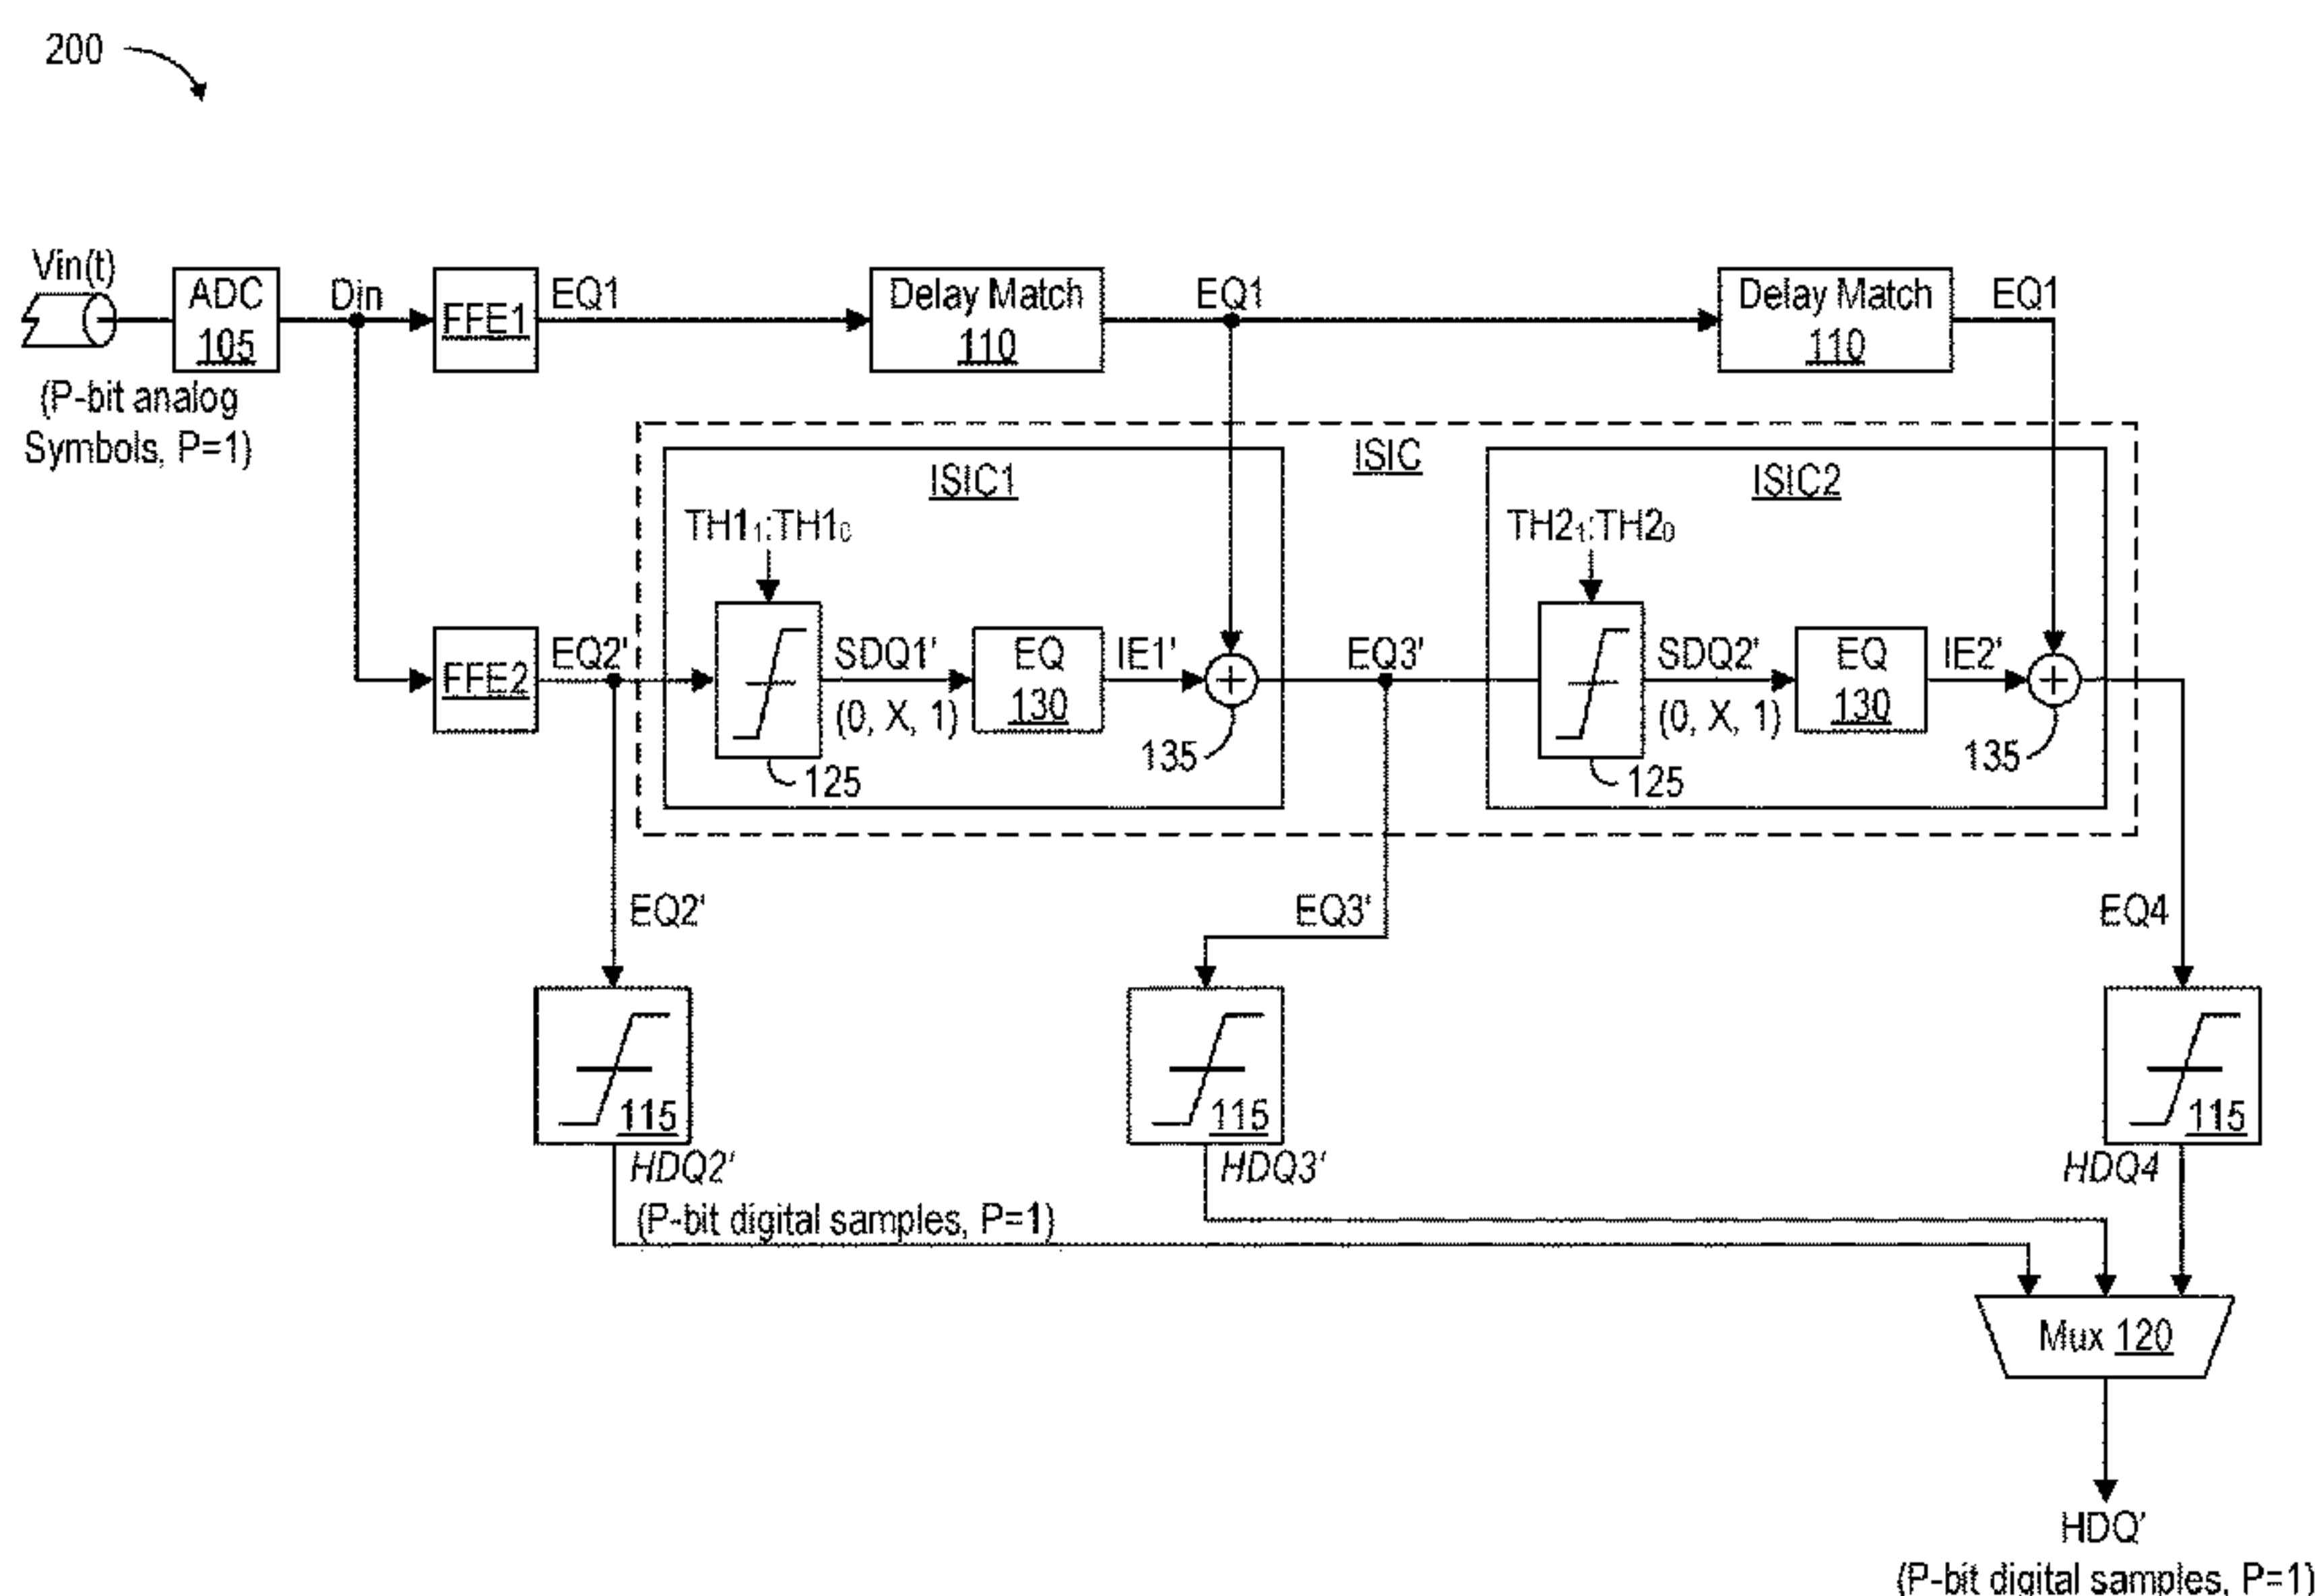 200
Vin(t)
ADC
105
(P-bit analog
Symbols, P=1)
Din
FFE1
EQ1
Delay Match
110
EQ1
Delay Match
110
EQ1
ISIC
ISIC1
ISIC2
TH1₁:TH1₀
TH2₁:TH2₀
FFE2
EQ2'
SDQ1'
(0, X, 1)
EQ
130
IE1'
135
125
EQ3'
SDQ2'
(0, X, 1)
EQ
130
IE2'
135
125
EQ2'
EQ3'
EQ4
115
115
115
HDQ2'
HDQ3'
HDQ4
(P-bit digital samples, P=1)
Mux 120
HDQ'
(P-bit digital samples, P=1)